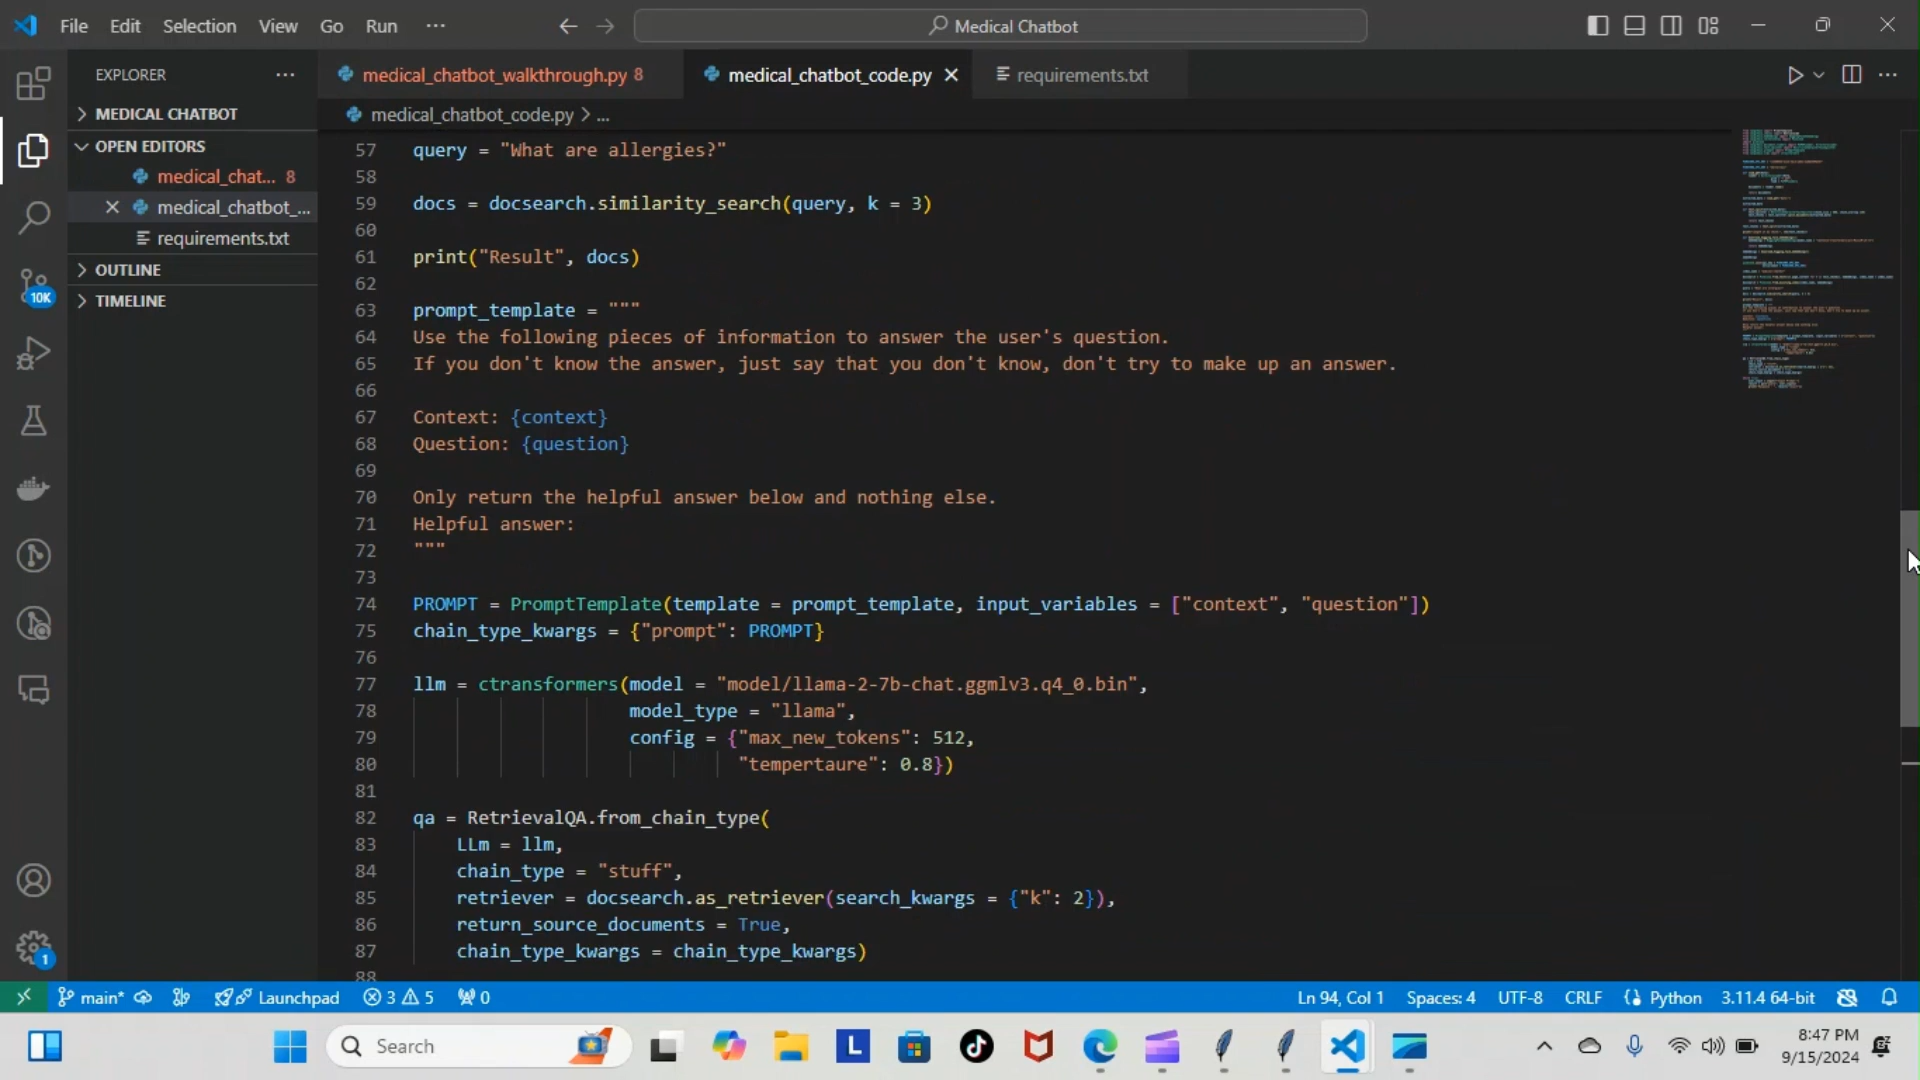 File Edit Selection View Go Run ···
Medical Chatbot
EXPLORER
MEDICAL CHATBOT
OPEN EDITORS
medical_chat... 8
medical_chatbot_...
requirements.txt
OUTLINE
TIMELINE
10K
1
medical_chatbot_walkthrough.py 8
medical_chatbot_code.py
requirements.txt
medical_chatbot_code.py > ...
57 query = "What are allergies?"
58
59 docs = docsearch.similarity_search(query, k = 3)
60
61 print("Result", docs)
62
63 prompt_template = """
64 Use the following pieces of information to answer the user's question.
65 If you don't know the answer, just say that you don't know, don't try to make up an answer.
66
67 Context: {context}
68 Question: {question}
69
70 Only return the helpful answer below and nothing else.
71 Helpful answer:
72 """
73
74 PROMPT = PromptTemplate(template = prompt_template, input_variables = ["context", "question"])
75 chain_type_kwargs = {"prompt": PROMPT}
76
77 llm = ctransformers(model = "model/llama-2-7b-chat.ggmlv3.q4_0.bin",
78 model_type = "llama",
79 config = {"max_new_tokens": 512,
80 "tempertaure": 0.8})
81
82 qa = RetrievalQA.from_chain_type(
83 LLm = llm,
84 chain_type = "stuff",
85 retriever = docsearch.as_retriever(search_kwargs = {"k": 2}),
86 return_source_documents = True,
87 chain_type_kwargs = chain_type_kwargs)
88
main* Launchpad 3 5 0
Ln 94, Col 1 Spaces: 4 UTF-8 CRLF Python 3.11.4 64-bit
Search
8:47 PM
9/15/2024